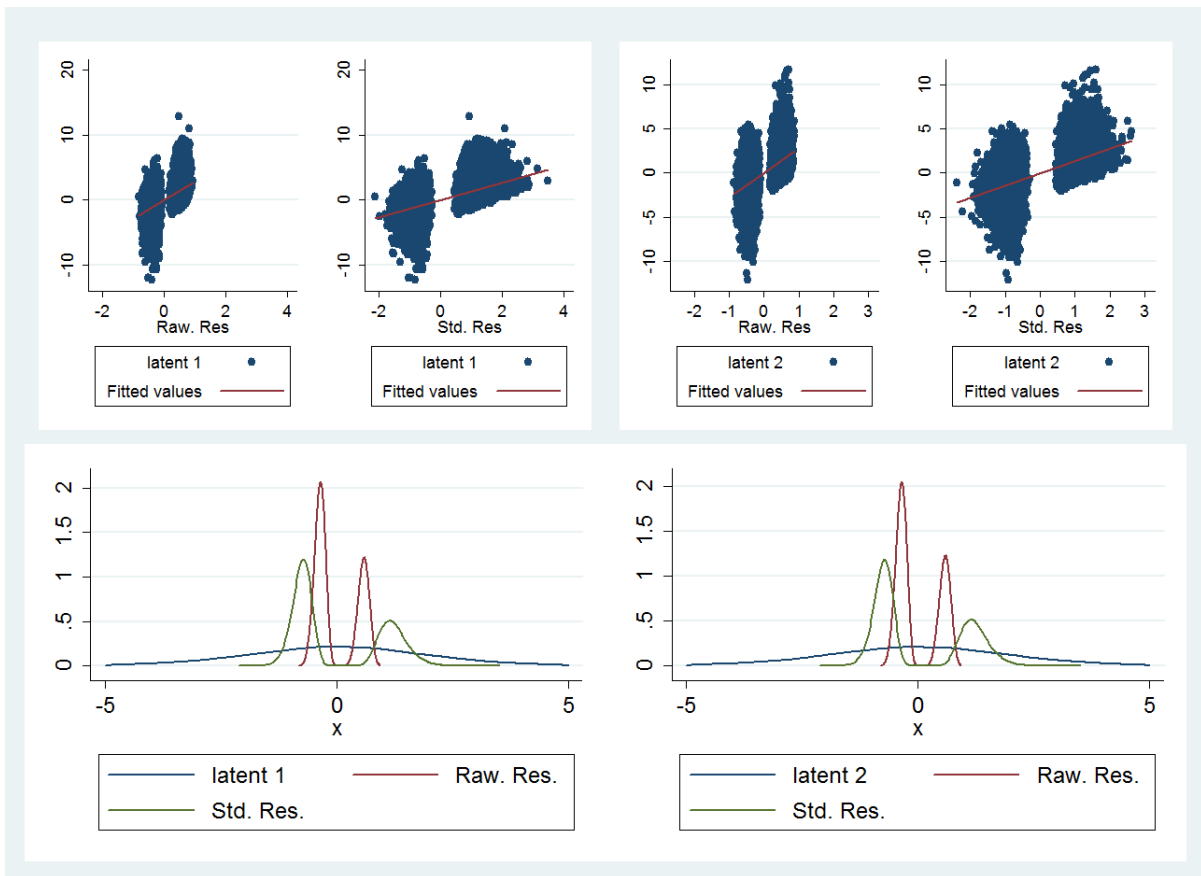 20
10
0
-10
-2 0 2 4
Raw. Res
latent 1
Fitted values
20
10
0
-10
-2 0 2 4
Std. Res
latent 1
Fitted values
10
5
0
-5
-10
-2 -1 0 1 2 3
Raw. Res
latent 2
Fitted values
10
5
0
-5
-10
-2 -1 0 1 2 3
Std. Res
latent 2
Fitted values
2
1.5
1
.5
0
-5 0 5
x
latent 1 Raw. Res.
Std. Res.
2
1.5
1
.5
0
-5 0 5
x
latent 2 Raw. Res.
Std. Res.